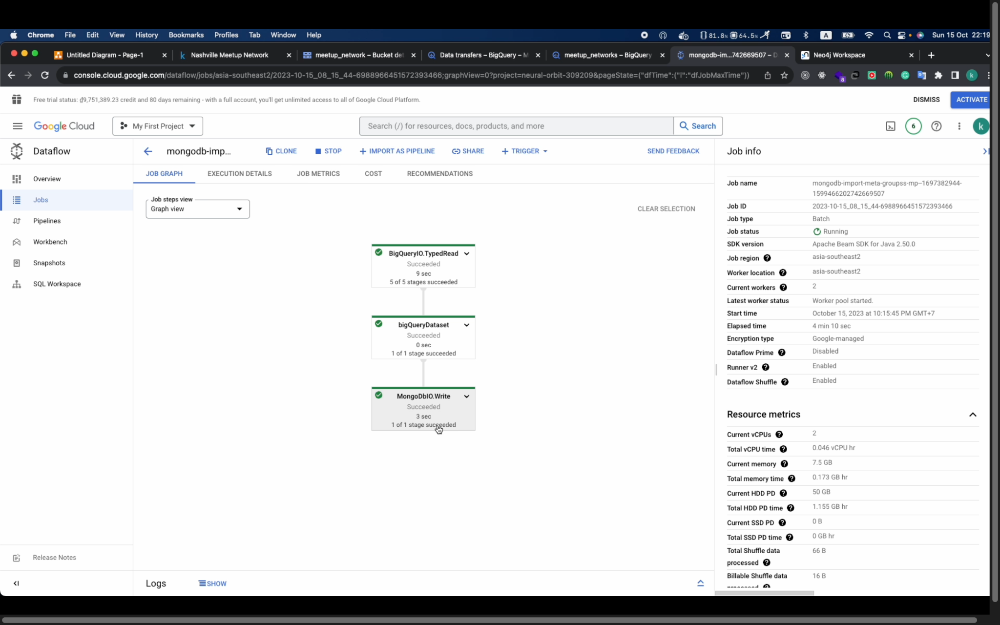 Chrome File Edit View History Bookmarks Profiles Tab Window Help 81.8% 64.5% A Sun 15 Oct 22:19
Untitled Diagram - Page-1
Nashville Meetup Network
meetup_network – Bucket det
Data transfers – BigQuery – M
meetup_networks – BigQuery
mongodb-im...742669507 – D
Neo4j Workspace
console.cloud.google.com/dataflow/jobs/asia-southeast2/2023-10-15_08_15_44-6988966451572393466;graphView=0?project=neural-orbit-309209&pageState=("dfTime":("l":"dfJobMaxTime"))
8
k
Free trial status: ₫9,751,389.23 credit and 80 days remaining - with a full account, you'll get unlimited access to all of Google Cloud Platform.
DISMISS
ACTIVATE
Google Cloud
My First Project
Search (/) for resources, docs, products, and more
Search
6
k
Dataflow
mongodb-imp...
CLONE
STOP
IMPORT AS PIPELINE
SHARE
TRIGGER
SEND FEEDBACK
Job info
Overview
Jobs
Pipelines
Workbench
Snapshots
SQL Workspace
JOB GRAPH
EXECUTION DETAILS
JOB METRICS
COST
RECOMMENDATIONS
Job steps view
Graph view
CLEAR SELECTION
BigQueryIO.TypedRead
Succeeded
9 sec
5 of 5 stages succeeded
bigQueryDataset
Succeeded
0 sec
1 of 1 stage succeeded
MongoDbIO.Write
Succeeded
3 sec
1 of 1 stage succeeded
Job name mongodb-import-meta-groupss-mp--1697382944-
1599466202742669507
Job ID 2023-10-15_08_15_44-6988966451572393466
Job type Batch
Job status Running
SDK version Apache Beam SDK for Java 2.50.0
Job region asia-southeast2
Worker location asia-southeast2
Current workers 2
Latest worker status Worker pool started.
Start time October 15, 2023 at 10:15:45 PM GMT+7
Elapsed time 4 min 10 sec
Encryption type Google-managed
Dataflow Prime Disabled
Runner v2 Enabled
Dataflow Shuffle Enabled
Resource metrics
Current vCPUs 2
Total vCPU time 0.046 vCPU hr
Current memory 7.5 GB
Total memory time 0.173 GB hr
Current HDD PD 50 GB
Total HDD PD time 1.155 GB hr
Current SSD PD 0 B
Total SSD PD time 0 GB hr
Total Shuffle data 66 B
processed
Billable Shuffle data 16 B
processed
Release Notes
Logs
SHOW